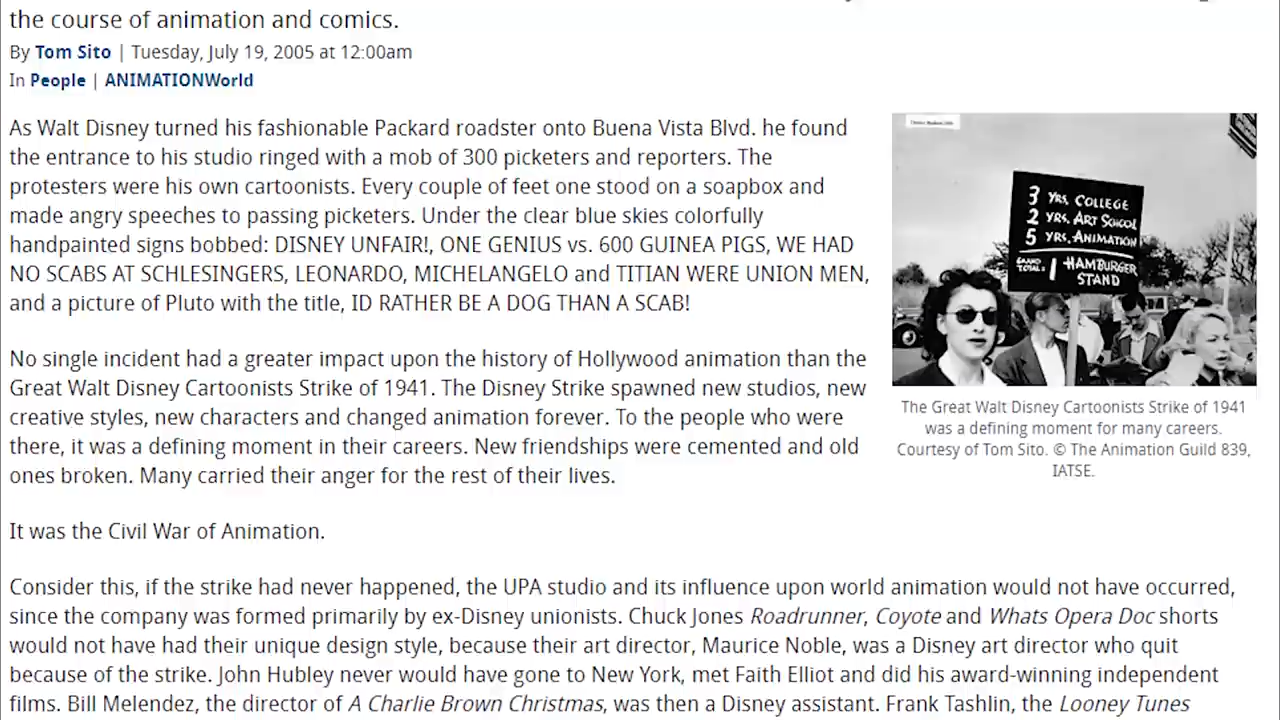 the course of animation and comics.
By Tom Sito | Tuesday, July 19, 2005 at 12:00am
In People | ANIMATIONWorld
As Walt Disney turned his fashionable Packard roadster onto Buena Vista Blvd. he found
the entrance to his studio ringed with a mob of 300 picketers and reporters. The
protesters were his own cartoonists. Every couple of feet one stood on a soapbox and
made angry speeches to passing picketers. Under the clear blue skies colorfully
handpainted signs bobbed: DISNEY UNFAIR!, ONE GENIUS vs. 600 GUINEA PIGS, WE HAD
NO SCABS AT SCHLESINGERS, LEONARDO, MICHELANGELO and TITIAN WERE UNION MEN,
and a picture of Pluto with the title, ID RATHER BE A DOG THAN A SCAB!
No single incident had a greater impact upon the history of Hollywood animation than the
Great Walt Disney Cartoonists Strike of 1941. The Disney Strike spawned new studios, new
creative styles, new characters and changed animation forever. To the people who were
there, it was a defining moment in their careers. New friendships were cemented and old
ones broken. Many carried their anger for the rest of their lives.
It was the Civil War of Animation.
3 YRS. COLLEGE
2 YRS. ART SCHOOL
5 YRS. ANIMATION
GRAND TOTAL: 1 HAMBURGER
STAND
The Great Walt Disney Cartoonists Strike of 1941
was a defining moment for many careers.
Courtesy of Tom Sito. © The Animation Guild 839,
IATSE.
Consider this, if the strike had never happened, the UPA studio and its influence upon world animation would not have occurred,
since the company was formed primarily by ex-Disney unionists. Chuck Jones Roadrunner, Coyote and Whats Opera Doc shorts
would not have had their unique design style, because their art director, Maurice Noble, was a Disney art director who quit
because of the strike. John Hubley never would have gone to New York, met Faith Elliot and did his award-winning independent
films. Bill Melendez, the director of A Charlie Brown Christmas, was then a Disney assistant. Frank Tashlin, the Looney Tunes